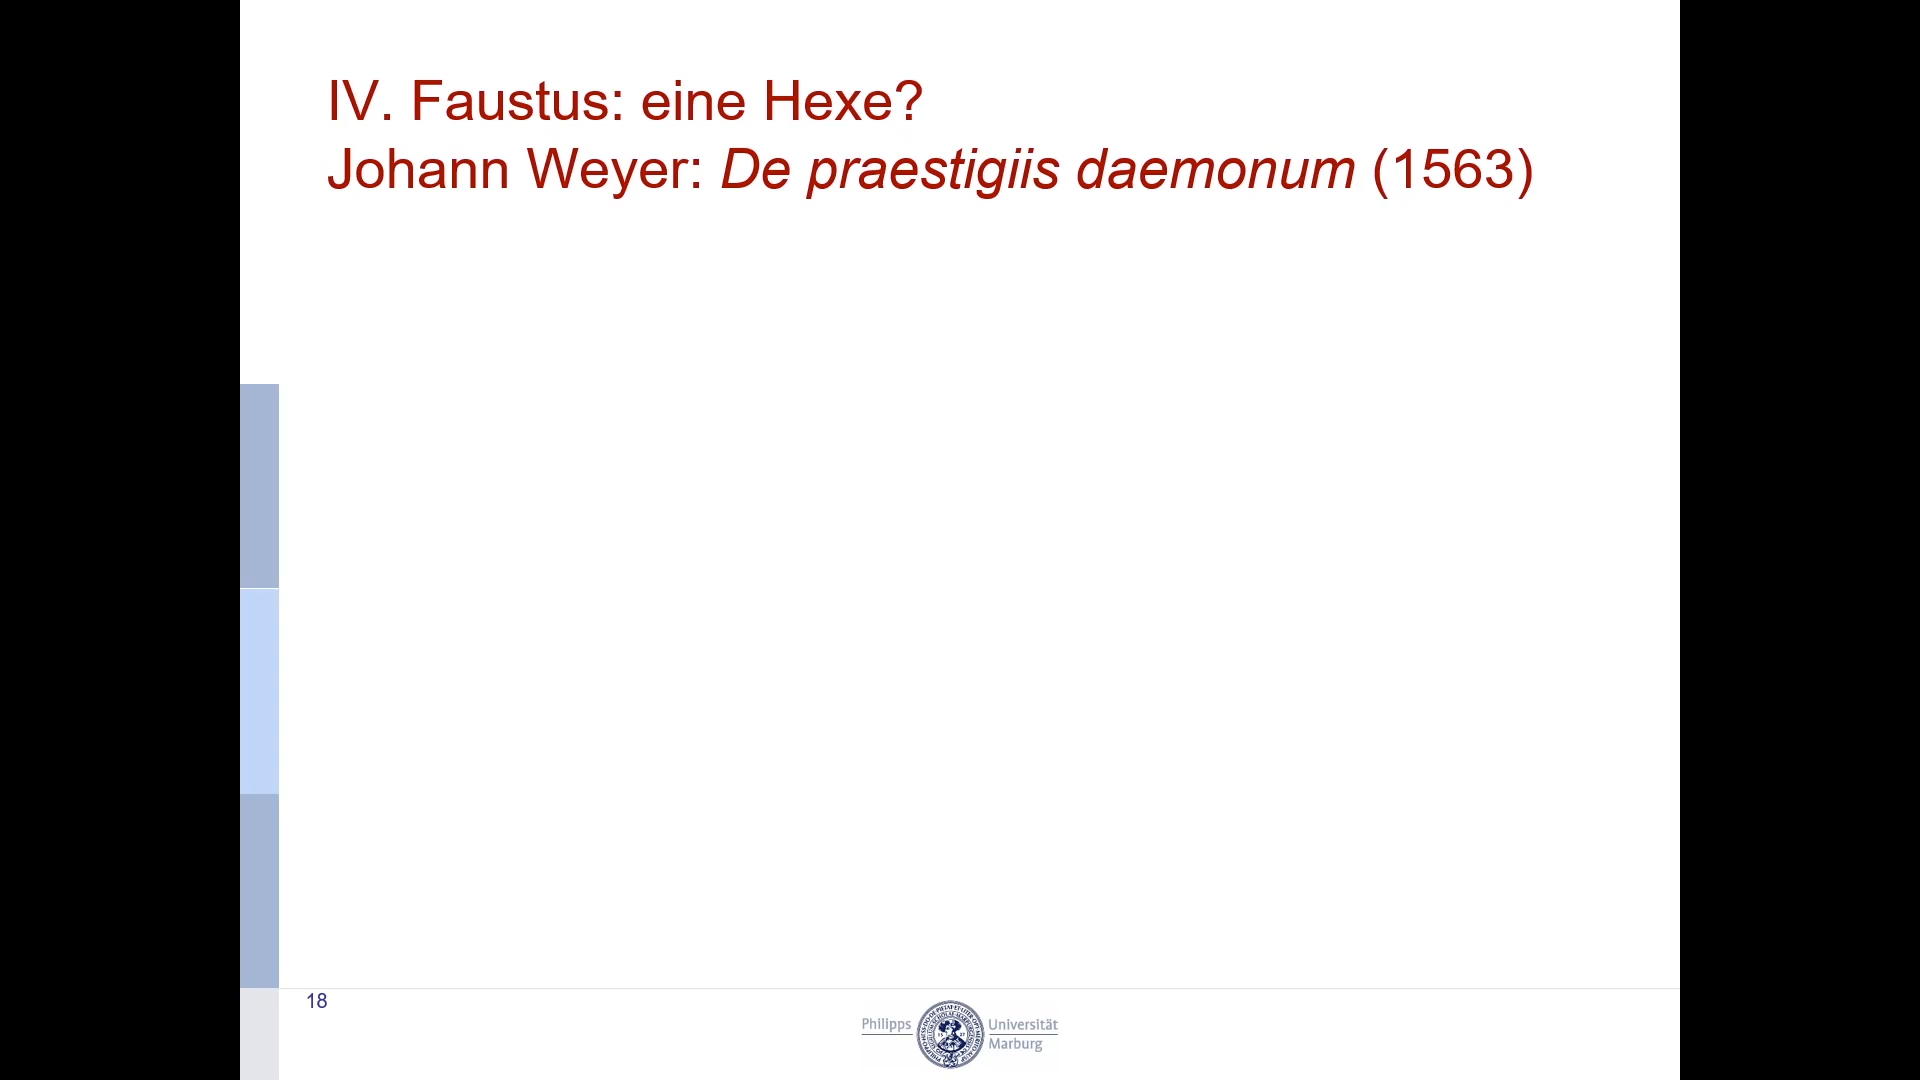 IV. Faustus: eine Hexe?
Johann Weyer: De praestigiis daemonum (1563)
18
Philipps
Universität
Marburg